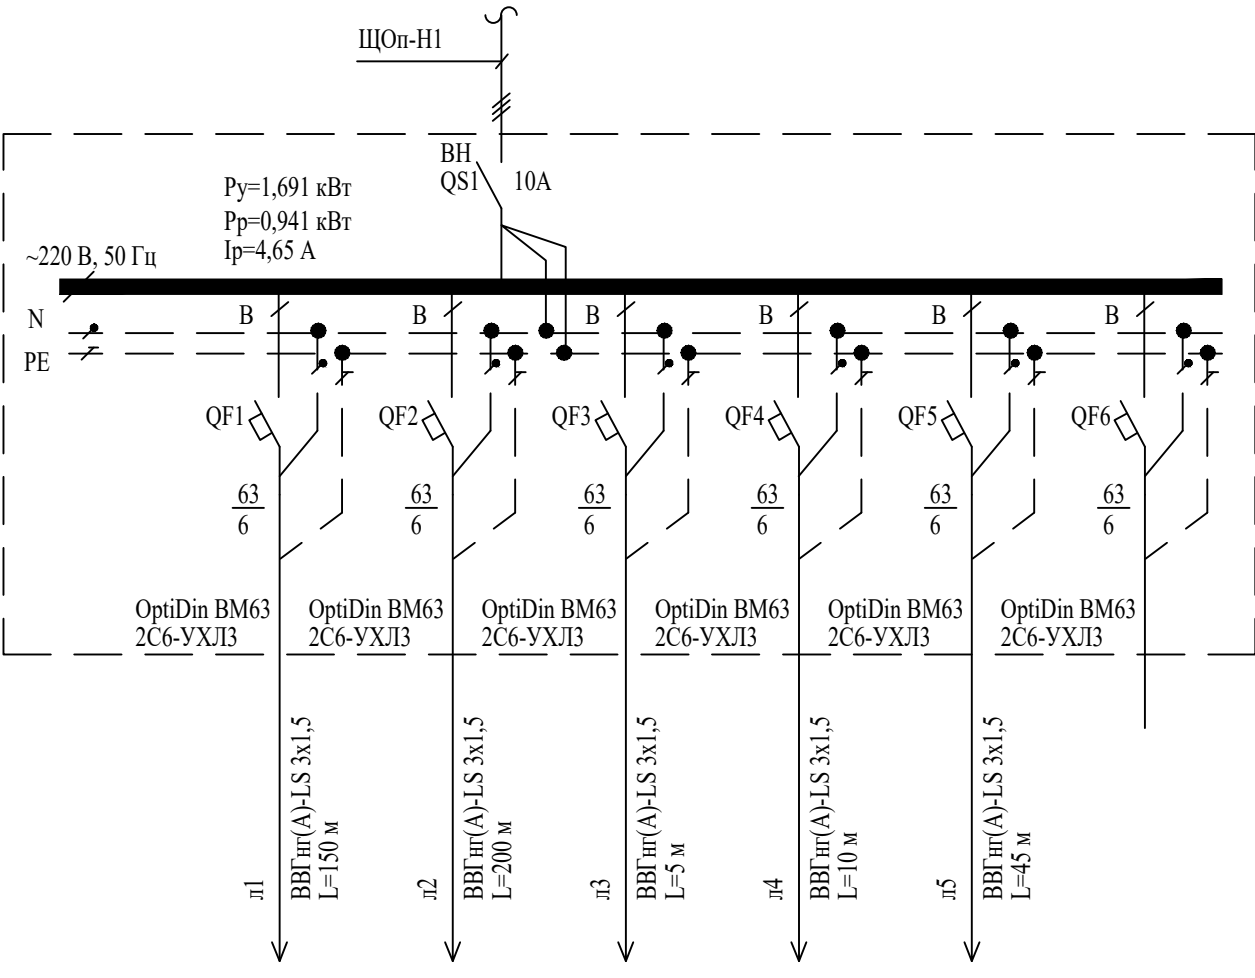 ЩОп-Н1
ВН
QS1
10А
Ру=1,691 кВт
Рр=0,941 кВт
Iр=4,65 А
~220 В, 50 Гц
N
PE
В
В
В
В
В
В
QF1
QF2
QF3
QF4
QF5
QF6
63
6
63
6
63
6
63
6
63
6
63
6
OptiDin BM63
2С6-УХЛ3
OptiDin BM63
2С6-УХЛ3
OptiDin BM63
2С6-УХЛ3
OptiDin BM63
2С6-УХЛ3
OptiDin BM63
2С6-УХЛ3
OptiDin BM63
2С6-УХЛ3
л1
ВВГнг(А)-LS 3х1,5
L=150 м
л2
ВВГнг(А)-LS 3х1,5
L=200 м
л3
ВВГнг(А)-LS 3х1,5
L=5 м
л4
ВВГнг(А)-LS 3х1,5
L=10 м
л5
ВВГнг(А)-LS 3х1,5
L=45 м